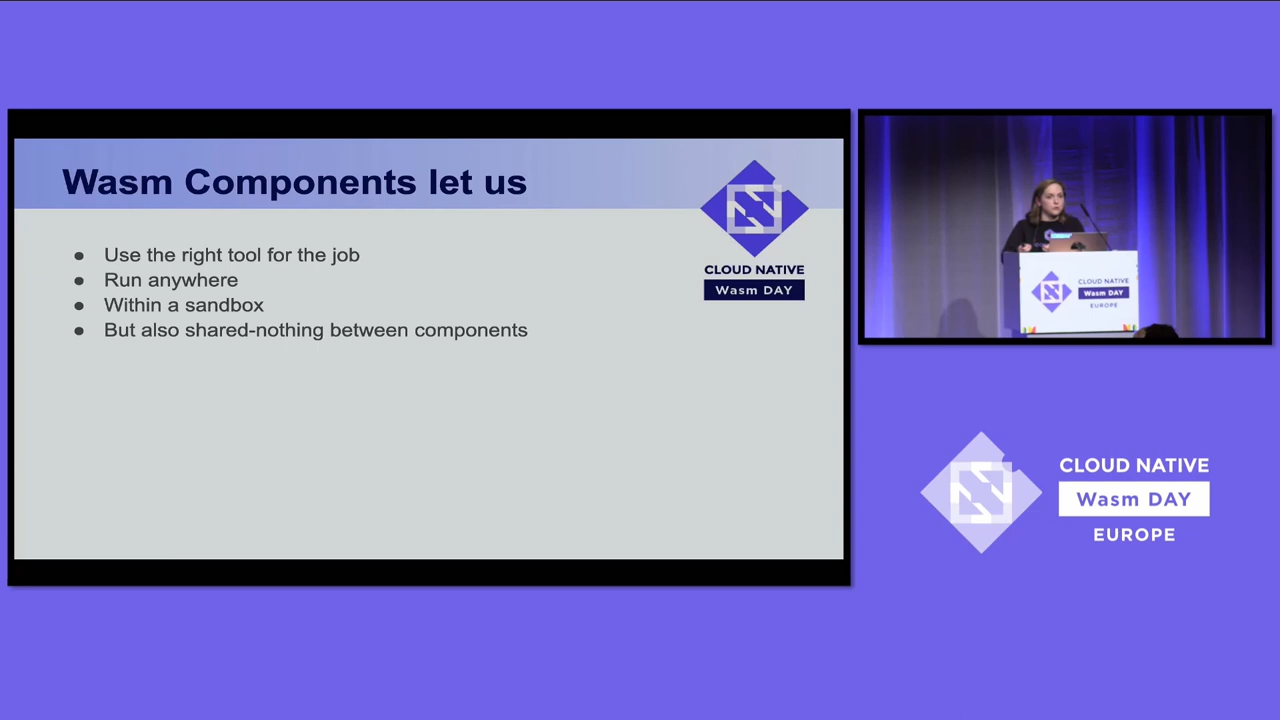 Wasm Components let us
● Use the right tool for the job
● Run anywhere
● Within a sandbox
● But also shared-nothing between components
CLOUD NATIVE
Wasm DAY
CLOUD NATIVE
Wasm DAY
EUROPE
CLOUD NATIVE
Wasm DAY
EUROPE